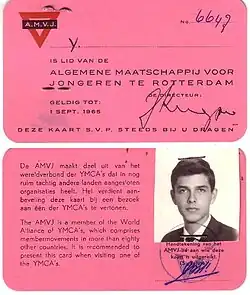 A.M.V.J.
No. 6649
Y.
IS LID VAN DE
ALGEMENE MAATSCHAPPIJ VOOR
JONGEREN TE ROTTERDAM
GELDIG TOT: DE DIRECTEUR:
1 SEPT. 1965
DEZE KAART S.V.P. STEEDS BIJ U DRAGEN
De AMVJ maakt deel uit van het
wereldverbond der YMCA's dat in nog
ruim tachtig andere landen aangesloten
organisaties heeft. Het verdient aan-
beveling deze kaart bij een bezoek
aan één der YMCA's te vertonen.
The AMVJ is a member of the World
Alliance of YMCA's, which comprises
membermovements in more than eighty
other countries. It is recommended to
present this card when visiting one of
the YMCA's.
Handtekening van het
AMVJ-lid aan wie deze
kaart is uitgereikt.